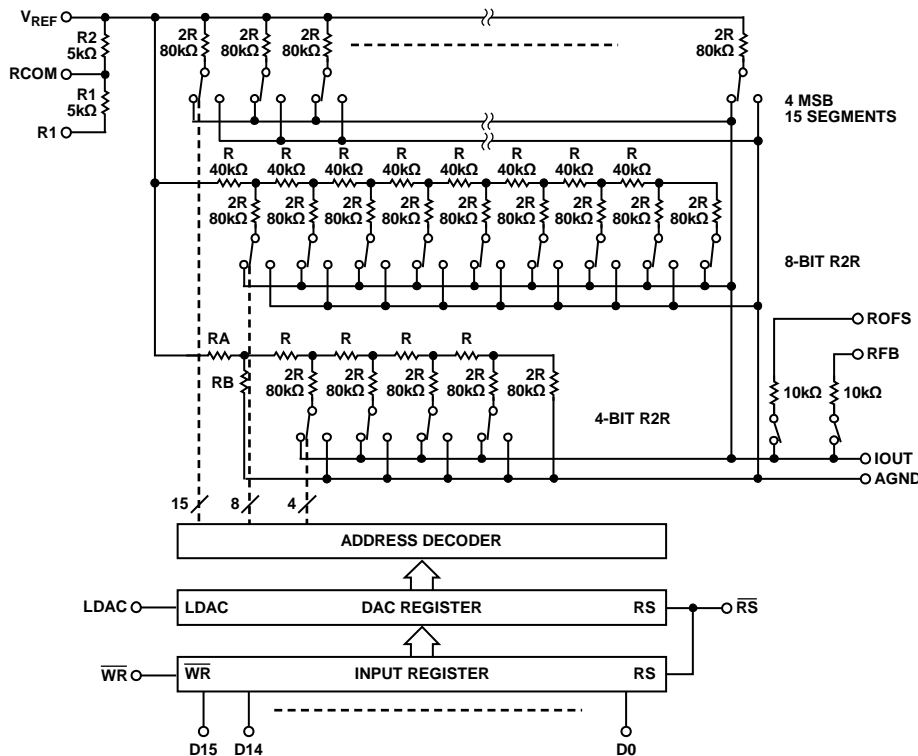 VREF
R2
5kΩ
RCOM
R1
5kΩ
R1
2R 2R 2R 2R
80kΩ 80kΩ 80kΩ 80kΩ
4 MSB
15 SEGMENTS
R R R R R R R R
40kΩ 40kΩ 40kΩ 40kΩ 40kΩ 40kΩ 40kΩ 40kΩ
2R 2R 2R 2R 2R 2R 2R 2R 2R
80kΩ 80kΩ 80kΩ 80kΩ 80kΩ 80kΩ 80kΩ 80kΩ 80kΩ
8-BIT R2R
ROFS
RA R R R R
RFB
RB
2R 2R 2R 2R 2R
80kΩ 80kΩ 80kΩ 80kΩ 80kΩ
10kΩ 10kΩ
4-BIT R2R
IOUT
AGND
15 8 4
ADDRESS DECODER
LDAC LDAC DAC REGISTER RS RS
WR WR INPUT REGISTER RS
D15 D14 D0